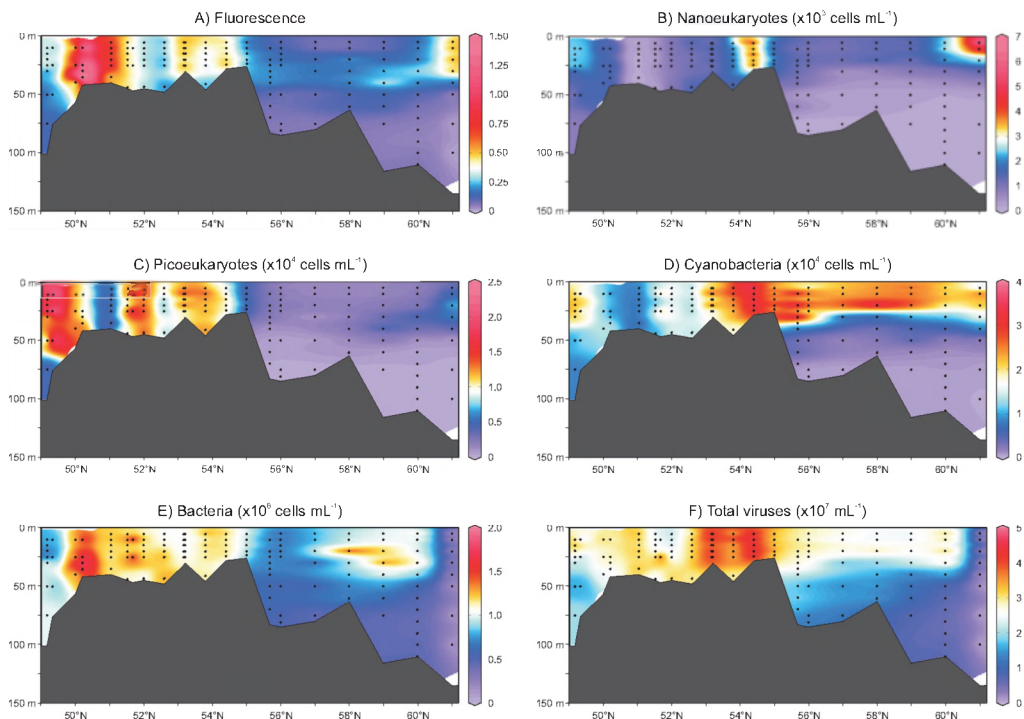 A) Fluorescence
0 m
50 m
100 m
150 m
50°N 52°N 54°N 56°N 58°N 60°N
1.50
1.25
1.00
0.75
0.50
0.25
0
B) Nanoeukaryotes (x10³ cells mL⁻¹)
0 m
50 m
100 m
150 m
50°N 52°N 54°N 56°N 58°N 60°N
7
6
5
4
3
2
1
0
C) Picoeukaryotes (x10⁴ cells mL⁻¹)
0 m
50 m
100 m
150 m
50°N 52°N 54°N 56°N 58°N 60°N
2.5
2.0
1.5
1.0
0.5
0
D) Cyanobacteria (x10⁴ cells mL⁻¹)
0 m
50 m
100 m
150 m
50°N 52°N 54°N 56°N 58°N 60°N
4
3
2
1
0
E) Bacteria (x10⁶ cells mL⁻¹)
0 m
50 m
100 m
150 m
50°N 52°N 54°N 56°N 58°N 60°N
2.0
1.5
1.0
0.5
0
F) Total viruses (x10⁷ mL⁻¹)
0 m
50 m
100 m
150 m
50°N 52°N 54°N 56°N 58°N 60°N
5
4
3
2
1
0